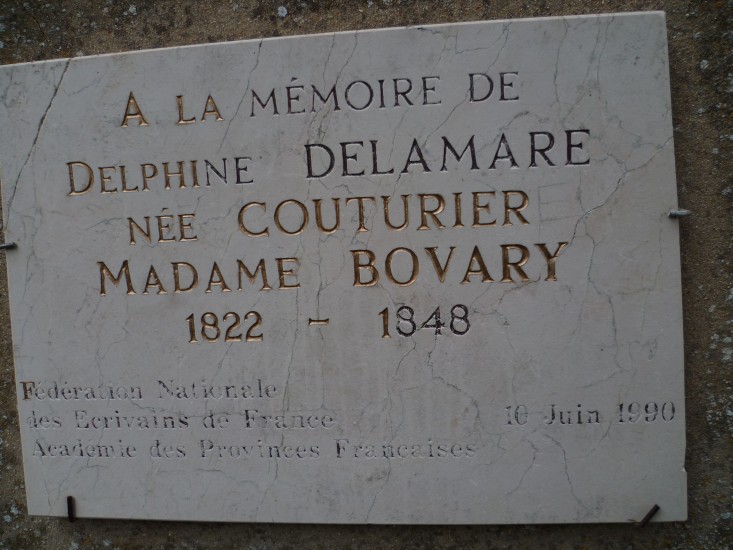 A LA MÉMOIRE DE
DELPHINE DELAMARE
NÉE COUTURIER
MADAME BOVARY
1822 - 1848
Fédération Nationale
des Ecrivains de France 10 Juin 1990
Académie des Provinces Françaises